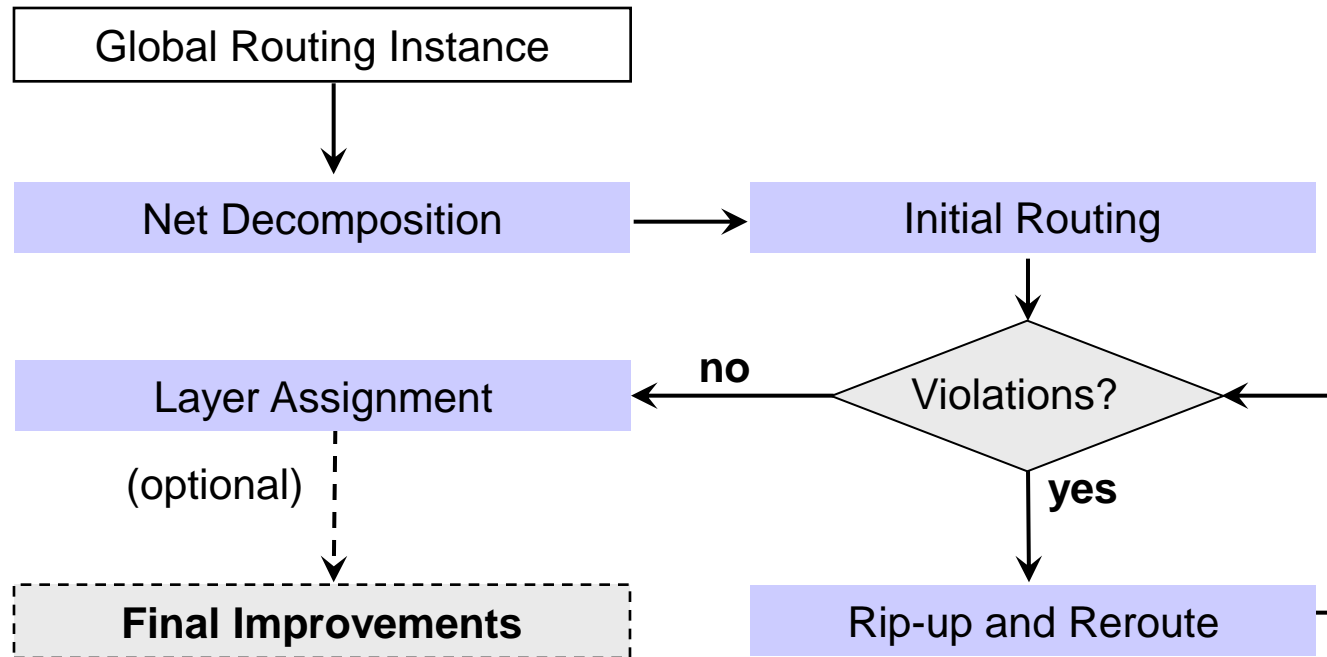 Global Routing Instance
Net Decomposition
Initial Routing
Layer Assignment
no
Violations?
(optional)
yes
Final Improvements
Rip-up and Reroute